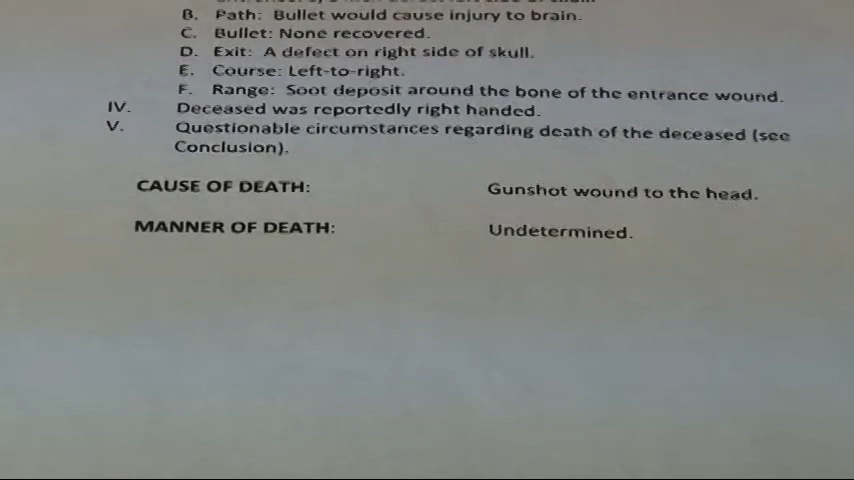 B. Path: Bullet would cause injury to brain.
C. Bullet: None recovered.
D. Exit: A defect on right side of skull.
E. Course: Left-to-right.
F. Range: Soot deposit around the bone of the entrance wound.
IV. Deceased was reportedly right handed.
V. Questionable circumstances regarding death of the deceased (see
Conclusion).
CAUSE OF DEATH: Gunshot wound to the head.
MANNER OF DEATH: Undetermined.